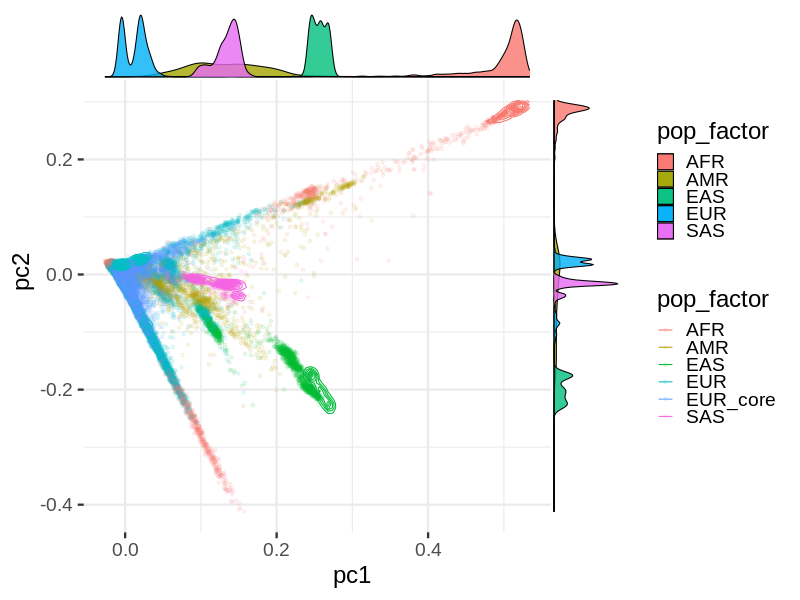 pop_factor
AFR
AMR
EAS
EUR
SAS
0.2
0.0
-0.2
-0.4
pc2
pop_factor
AFR
AMR
EAS
EUR
EUR_core
SAS
0.0
0.2
0.4
pc1